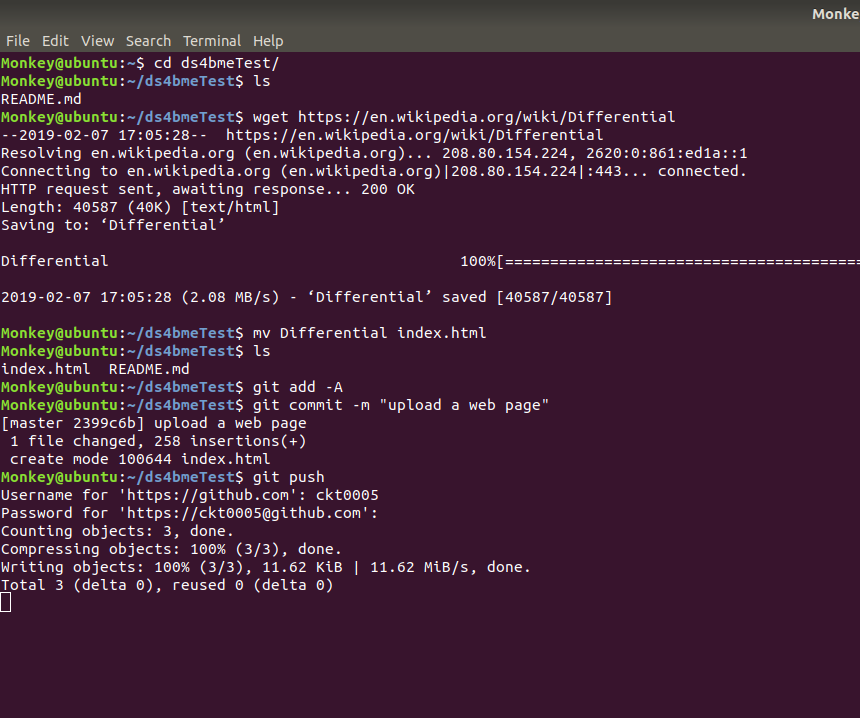 Monke
File Edit View Search Terminal Help
Monkey@ubuntu:~$ cd ds4bmeTest/
Monkey@ubuntu:~/ds4bmeTest$ ls
README.md
Monkey@ubuntu:~/ds4bmeTest$ wget https://en.wikipedia.org/wiki/Differential
--2019-02-07 17:05:28-- https://en.wikipedia.org/wiki/Differential
Resolving en.wikipedia.org (en.wikipedia.org)... 208.80.154.224, 2620:0:861:ed1a::1
Connecting to en.wikipedia.org (en.wikipedia.org)|208.80.154.224|:443... connected.
HTTP request sent, awaiting response... 200 OK
Length: 40587 (40K) [text/html]
Saving to: ‘Differential’
Differential 100%[========================================
2019-02-07 17:05:28 (2.08 MB/s) - ‘Differential’ saved [40587/40587]
Monkey@ubuntu:~/ds4bmeTest$ mv Differential index.html
Monkey@ubuntu:~/ds4bmeTest$ ls
index.html README.md
Monkey@ubuntu:~/ds4bmeTest$ git add -A
Monkey@ubuntu:~/ds4bmeTest$ git commit -m "upload a web page"
[master 2399c6b] upload a web page
1 file changed, 258 insertions(+)
create mode 100644 index.html
Monkey@ubuntu:~/ds4bmeTest$ git push
Username for 'https://github.com': ckt0005
Password for 'https://ckt0005@github.com':
Counting objects: 3, done.
Compressing objects: 100% (3/3), done.
Writing objects: 100% (3/3), 11.62 KiB | 11.62 MiB/s, done.
Total 3 (delta 0), reused 0 (delta 0)